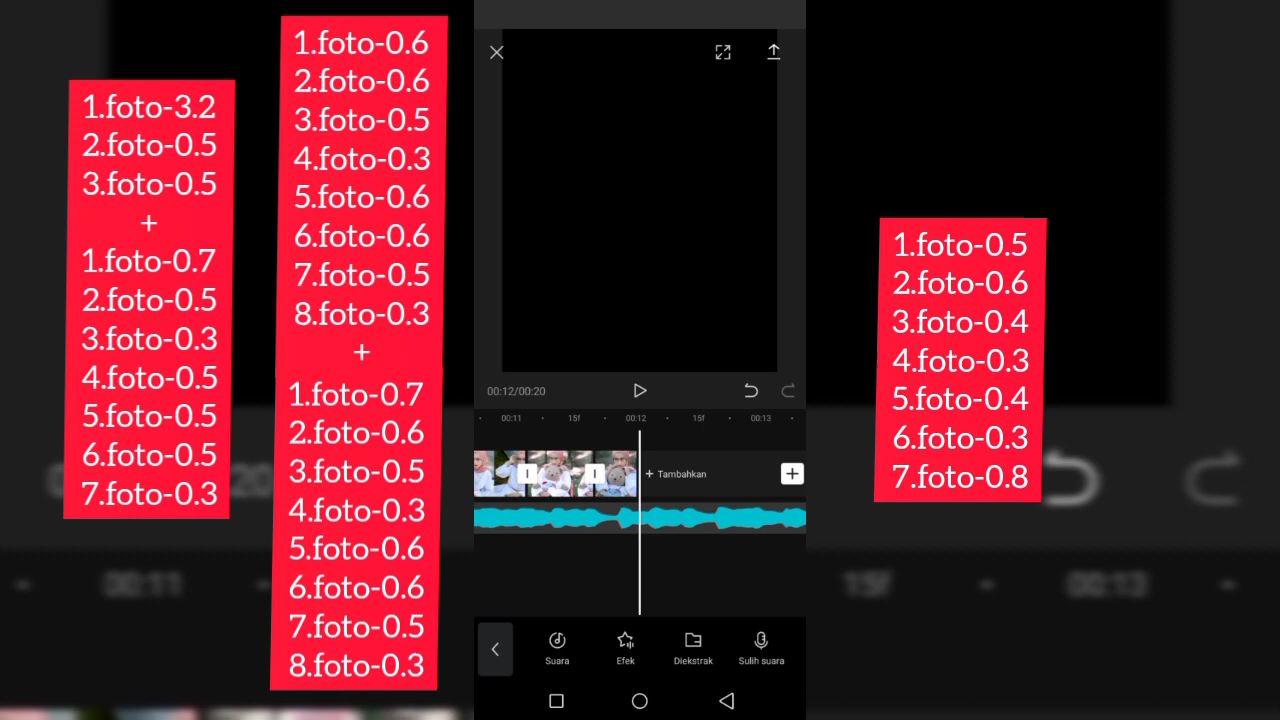 1.foto-3.2
2.foto-0.5
3.foto-0.5
+
1.foto-0.7
2.foto-0.5
3.foto-0.3
4.foto-0.5
5.foto-0.5
6.foto-0.5
7.foto-0.3
1.foto-0.6
2.foto-0.6
3.foto-0.5
4.foto-0.3
5.foto-0.6
6.foto-0.6
7.foto-0.5
8.foto-0.3
+
1.foto-0.7
2.foto-0.6
3.foto-0.5
4.foto-0.3
5.foto-0.6
6.foto-0.6
7.foto-0.5
8.foto-0.3
00:12/00:20
00:11 15f 00:12 15f 00:13
+ Tambahkan
Suara Efek Diekstrak Sulih suara
1.foto-0.5
2.foto-0.6
3.foto-0.4
4.foto-0.3
5.foto-0.4
6.foto-0.3
7.foto-0.8
00:11
15f 00:13